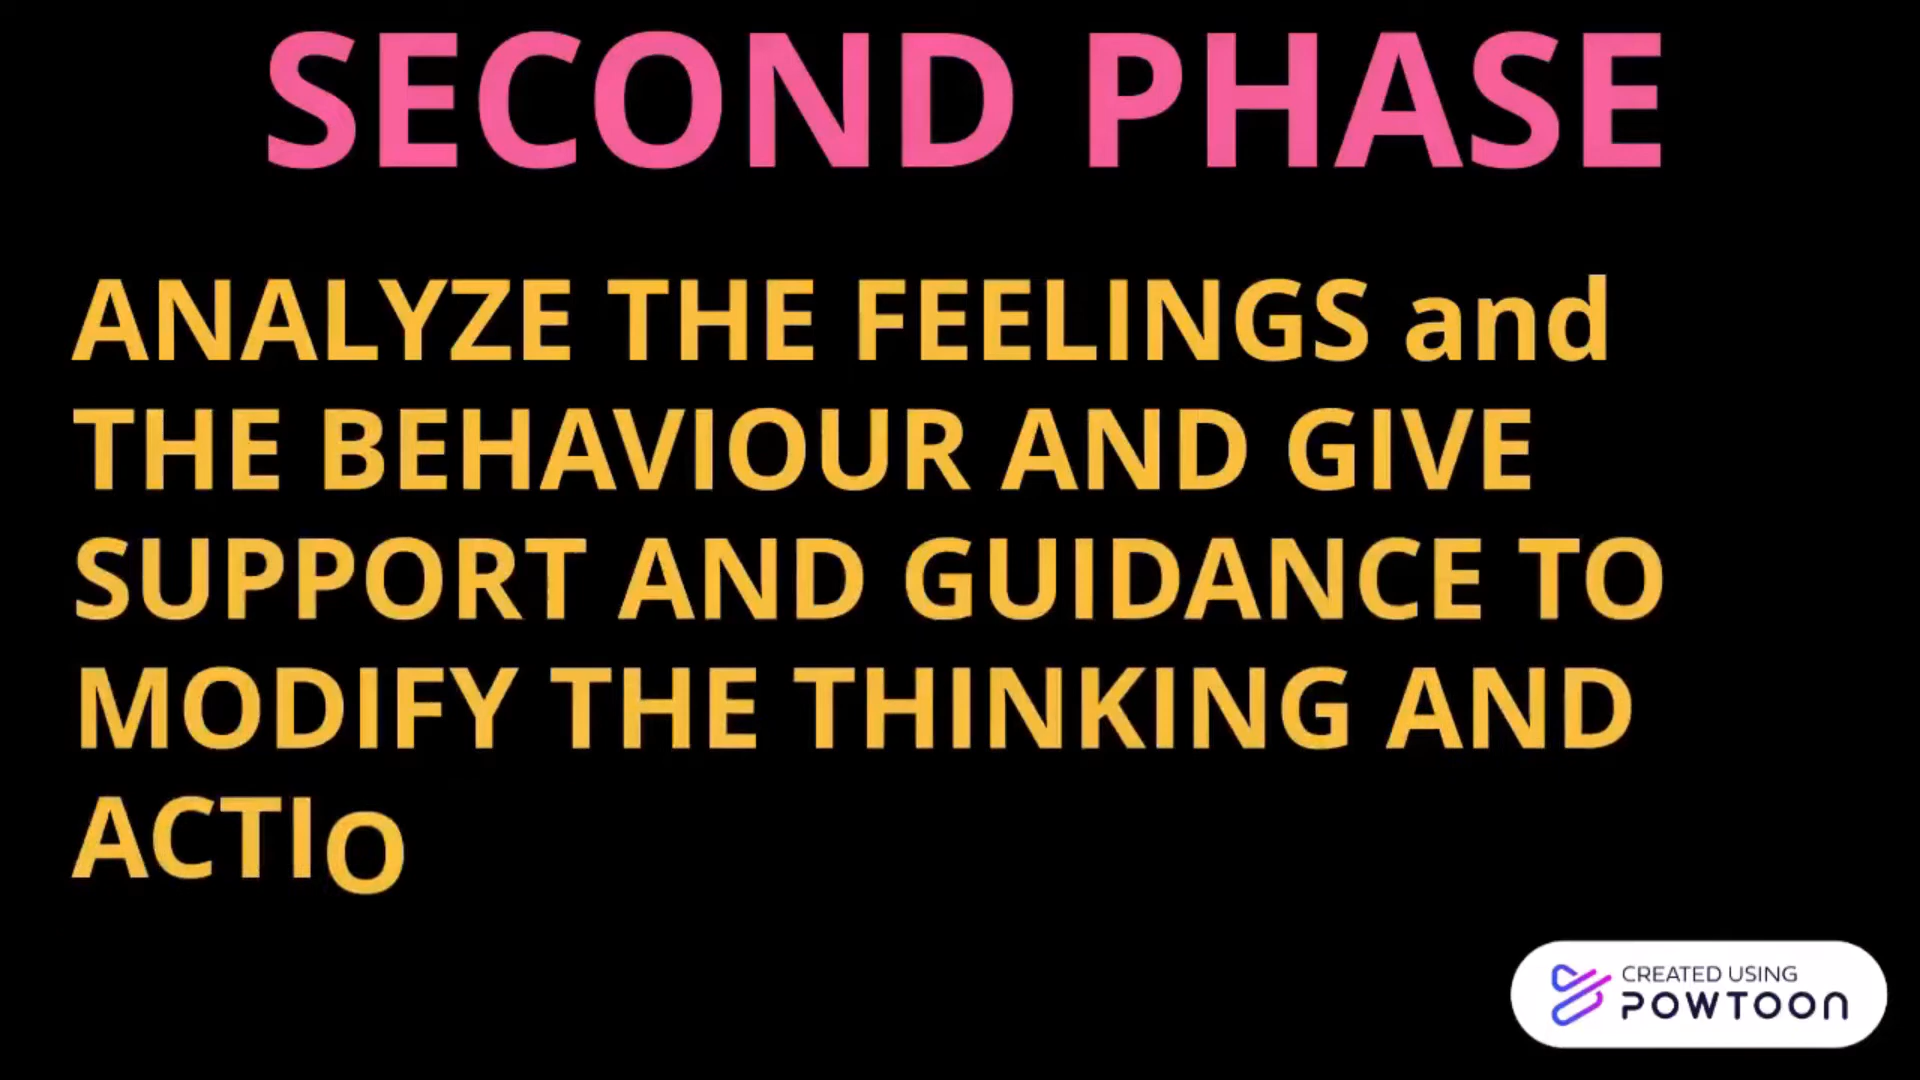 SECOND PHASE
ANALYZE THE FEELINGS and
THE BEHAVIOUR AND GIVE
SUPPORT AND GUIDANCE TO
MODIFY THE THINKING AND
ACTIO
CREATED USING
POWTOON